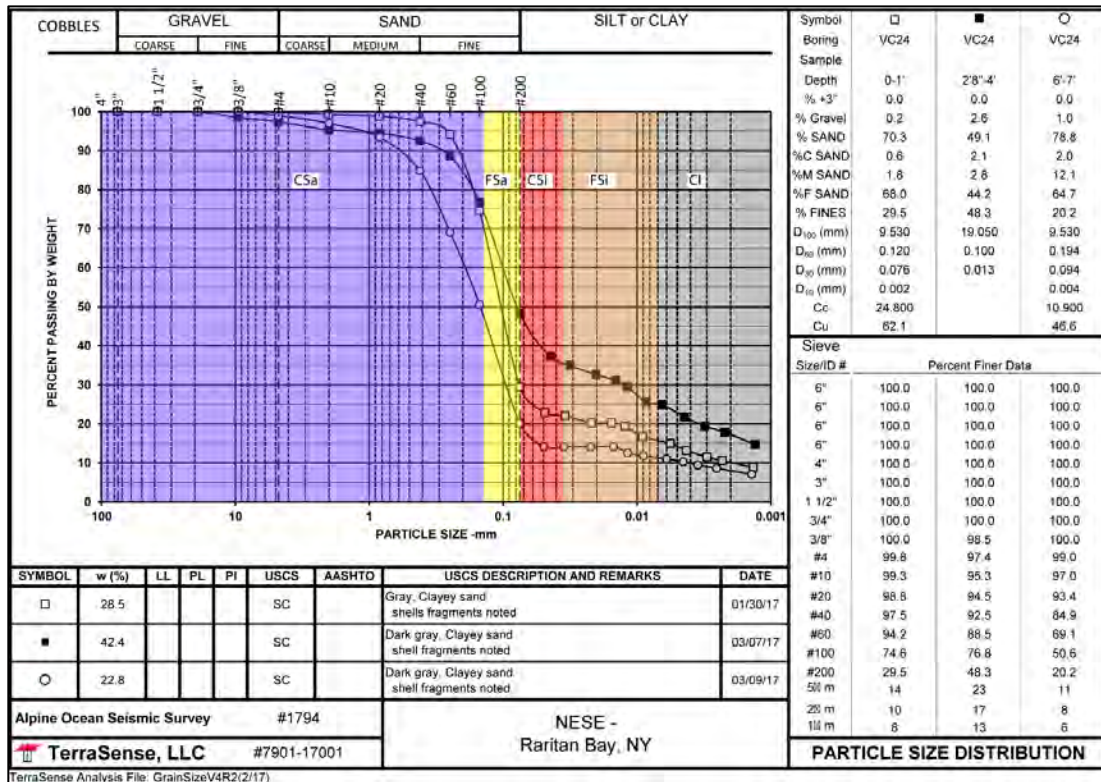 COBBLES GRAVEL SAND SILT or CLAY
COARSE FINE COARSE MEDIUM FINE
4" 3" 1 1/2" 3/4" 3/8" #4 #10 #20 #40 #60 #100 #200
100
90
80
70
60
50
40
30
20
10
0
PERCENT PASSING BY WEIGHT
CSa FSa CSi FSi Cl
100 10 1 0.1 0.01 0.001
PARTICLE SIZE -mm
Symbol □ ■ ○
Boring VC24 VC24 VC24
Sample
Depth 0-1' 2'8"-4' 6'-7'
% +3" 0.0 0.0 0.0
% Gravel 0.2 2.6 1.0
% SAND 70.3 49.1 78.8
%C SAND 0.6 2.1 2.0
%M SAND 1.8 2.8 12.1
%F SAND 68.0 44.2 64.7
% FINES 29.5 48.3 20.2
D100 (mm) 9.530 19.050 9.530
D60 (mm) 0.120 0.100 0.194
D30 (mm) 0.076 0.013 0.094
D10 (mm) 0.002 0.004
Cc 24.800 10.900
Cu 62.1 46.6
Sieve
Size/ID # Percent Finer Data
6" 100.0 100.0 100.0
6" 100.0 100.0 100.0
6" 100.0 100.0 100.0
6" 100.0 100.0 100.0
4" 100.0 100.0 100.0
3" 100.0 100.0 100.0
1 1/2" 100.0 100.0 100.0
3/4" 100.0 100.0 100.0
3/8" 100.0 98.5 100.0
#4 99.8 97.4 99.0
#10 99.3 95.3 97.0
#20 98.8 94.5 93.4
#40 97.5 92.5 84.9
#60 94.2 88.5 69.1
#100 74.6 76.8 50.6
#200 29.5 48.3 20.2
14 23 11
10 17 8
13 6
SYMBOL w (%) LL PL PI USCS AASHTO USCS DESCRIPTION AND REMARKS DATE
□ 28.5 SC Gray, Clayey sand 01/30/17
shells fragments noted
■ 42.4 SC Dark gray, Clayey sand 03/07/17
shell fragments noted
○ 22.8 SC Dark gray, Clayey sand 03/09/17
shell fragments noted
Alpine Ocean Seismic Survey #1794
TerraSense, LLC #7901-17001
NESE -
Raritan Bay, NY
PARTICLE SIZE DISTRIBUTION
TerraSense Analysis File: GrainSizeV4R2(2/17)